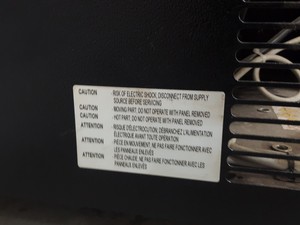 CAUTION RISK OF ELECTRIC SHOCK, DISCONNECT FROM SUPPLY
SOURCE BEFORE SERVICING
CAUTION MOVING PART: DO NOT OPERATE WITH PANEL REMOVED
CAUTION HOT PART: DO NOT OPERATE WITH PANEL REMOVED
ATTENTION RISQUE D'ÉLECTROCUTION, DÉBRANCHEZ L'ALIMENTATION
ÉLECTRIQUE AVANT TOUTE OPÉRATION
ATTENTION PIÈCE EN MOUVEMENT, NE PAS FAIRE FONCTIONNER AVEC
LES PANNEAUX ENLEVÉS
ATTENTION PIÈCE CHAUDE: NE PAS FAIRE FONCTIONNER AVEC LES
PANNEAUX ENLEVÉS